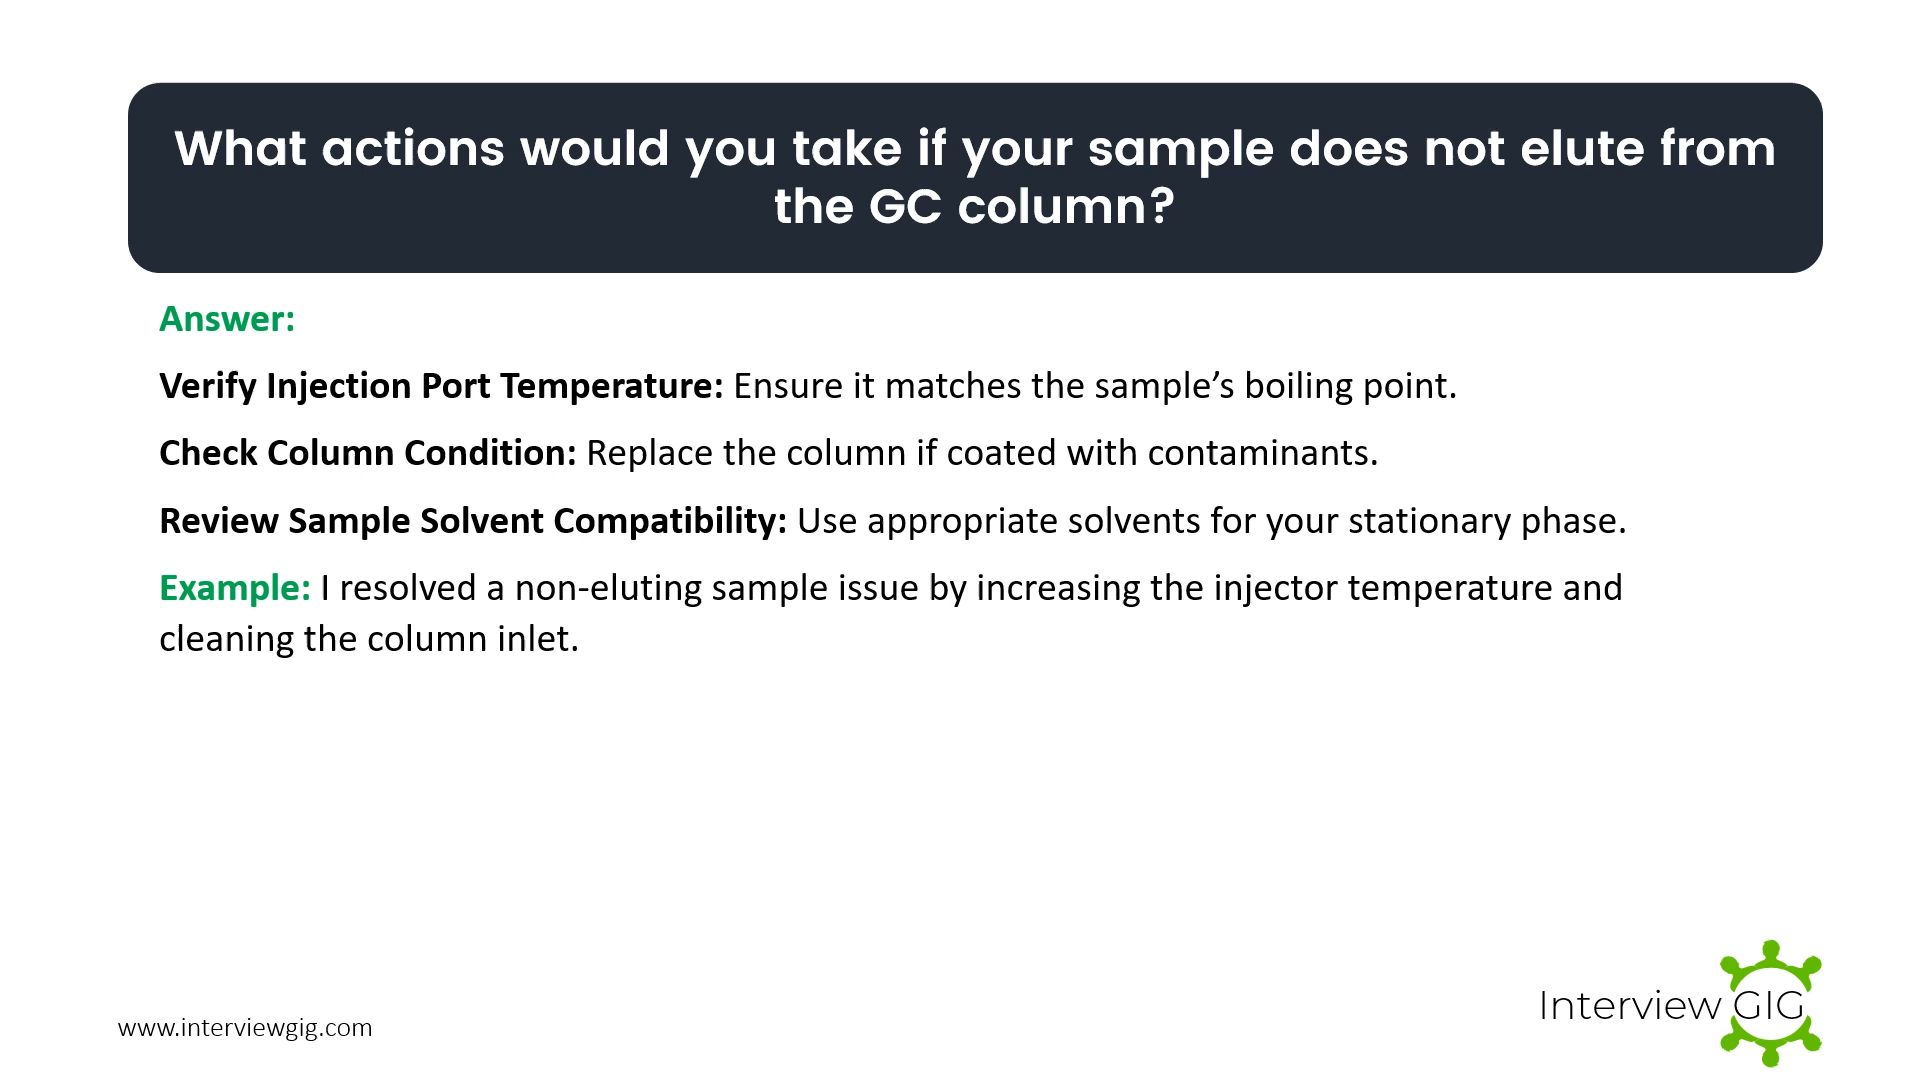 What actions would you take if your sample does not elute from
the GC column?
Answer:
Verify Injection Port Temperature: Ensure it matches the sample’s boiling point.
Check Column Condition: Replace the column if coated with contaminants.
Review Sample Solvent Compatibility: Use appropriate solvents for your stationary phase.
Example: I resolved a non-eluting sample issue by increasing the injector temperature and
cleaning the column inlet.
www.interviewgig.com
Interview GIG